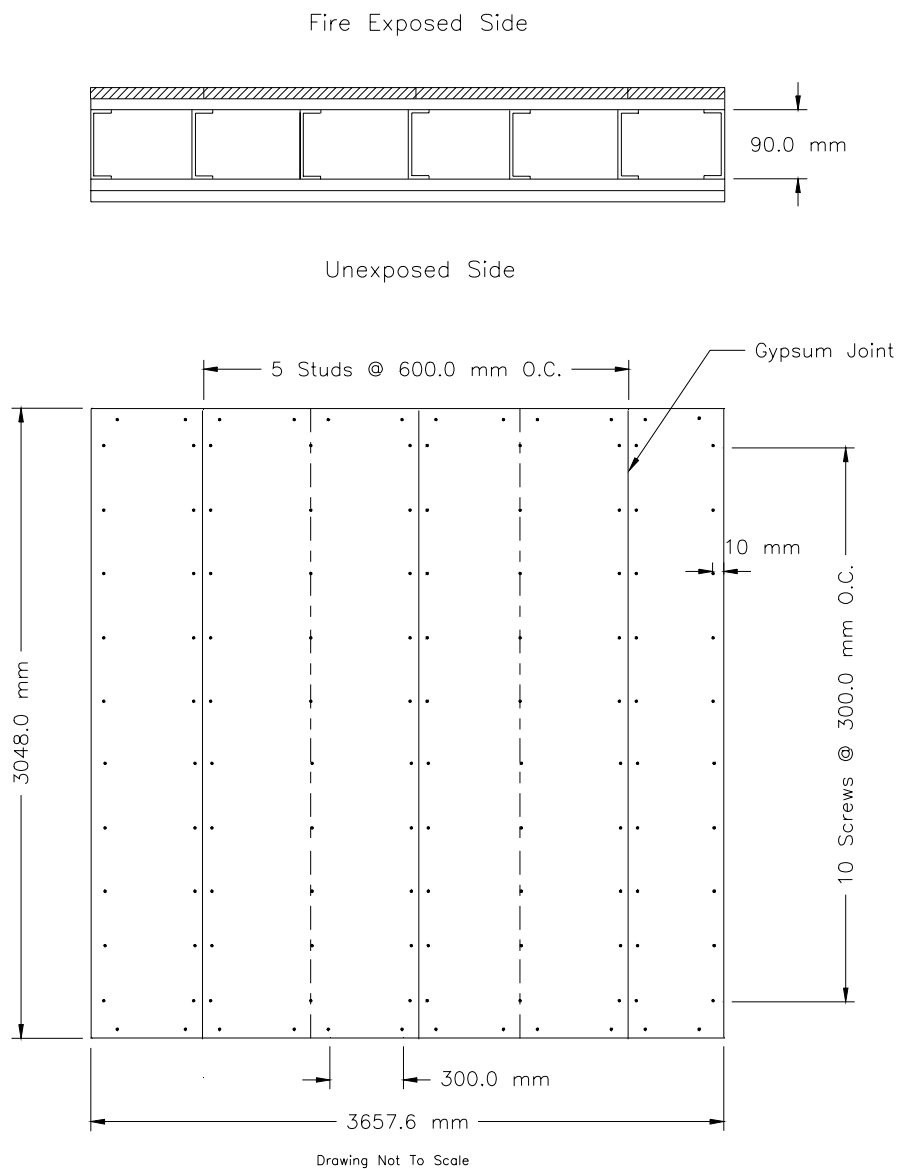 Fire Exposed Side
90.0 mm
Unexposed Side
5 Studs @ 600.0 mm O.C.
Gypsum Joint
10 mm
3048.0 mm
10 Screws @ 300.0 mm O.C.
300.0 mm
3657.6 mm
Drawing Not To Scale